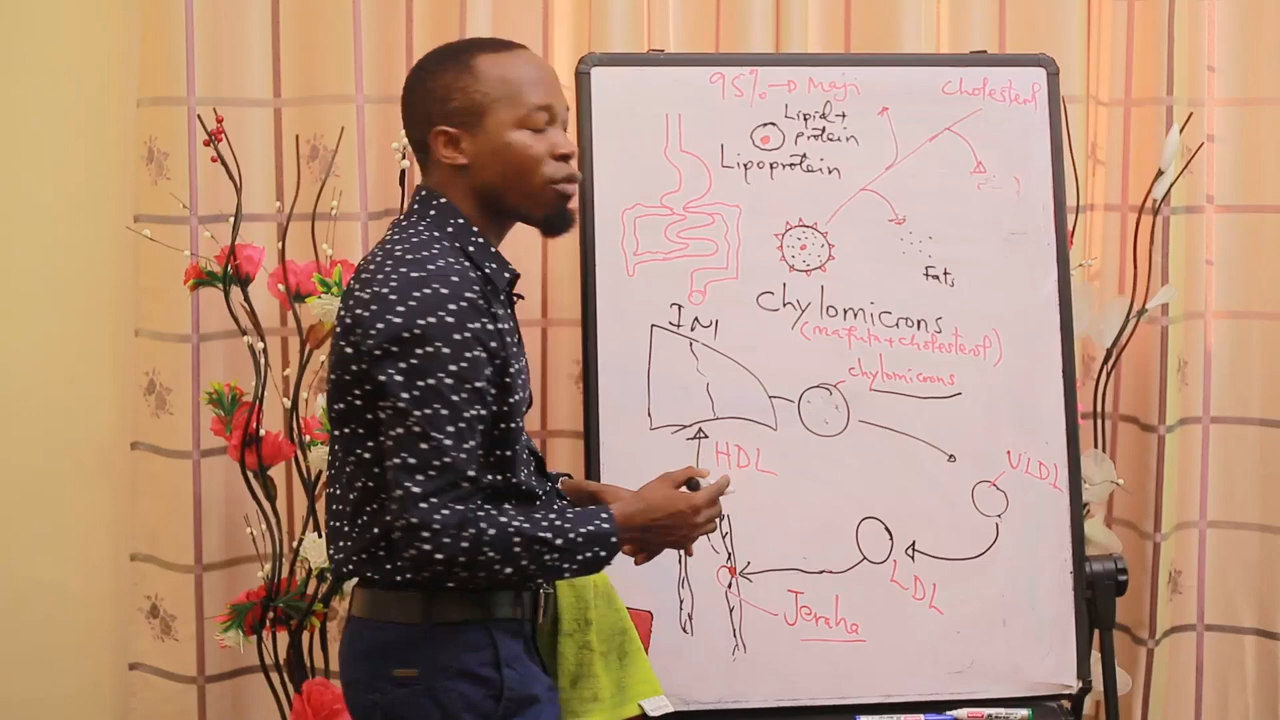 95% → Maji
cholesterol
Lipid +
protein
Lipoprotein
Fats
chylomicrons
(mafuta + cholesterol)
INI
chylomicrons
HDL
VLDL
LDL
Jeraha